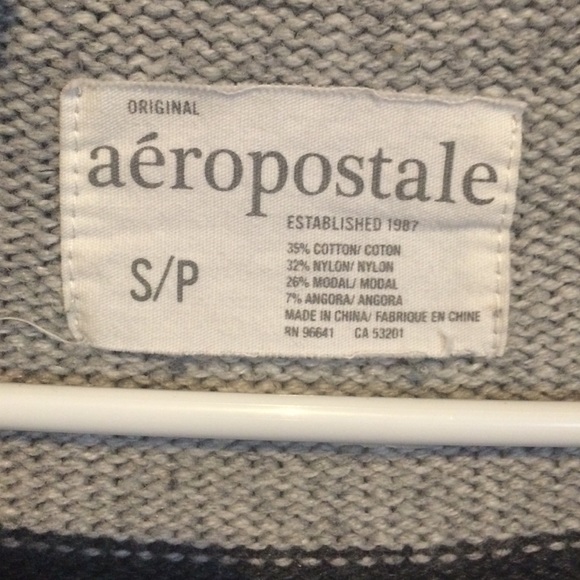 ORIGINAL
aéropostale
ESTABLISHED 1987
S/P
35% COTTON/ COTON
32% NYLON/ NYLON
26% MODAL/ MODAL
7% ANGORA/ ANGORA
MADE IN CHINA/ FABRIQUE EN CHINE
RN 96641 CA 53201